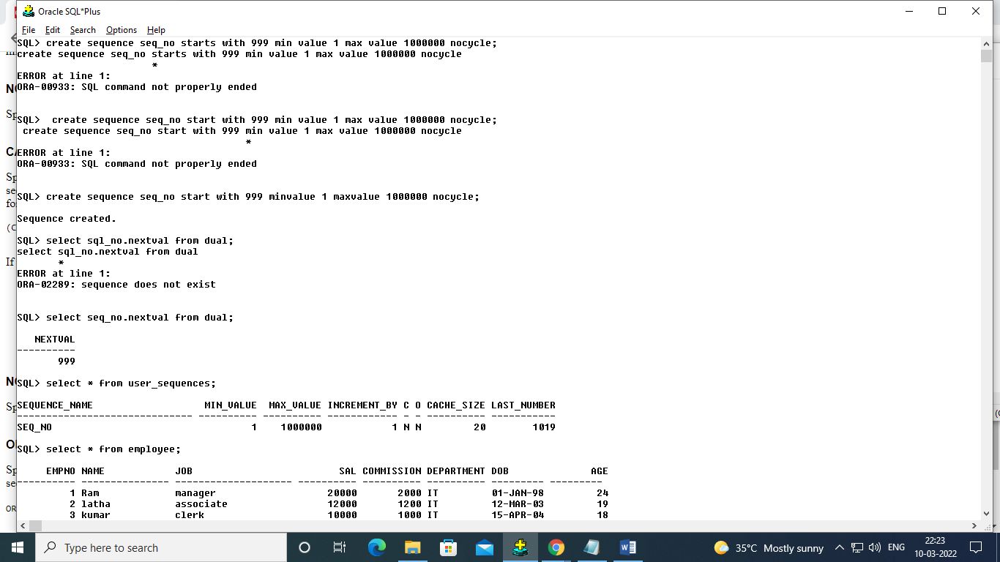 Oracle SQL*Plus
File Edit Search Options Help
SQL> create sequence seq_no starts with 999 min value 1 max value 1000000 nocycle;
create sequence seq_no starts with 999 min value 1 max value 1000000 nocycle
*
ERROR at line 1:
ORA-00933: SQL command not properly ended
SQL>  create sequence seq_no start with 999 min value 1 max value 1000000 nocycle;
 create sequence seq_no start with 999 min value 1 max value 1000000 nocycle
*
ERROR at line 1:
ORA-00933: SQL command not properly ended
SQL> create sequence seq_no start with 999 minvalue 1 maxvalue 1000000 nocycle;
Sequence created.
SQL> select sql_no.nextval from dual;
select sql_no.nextval from dual
*
ERROR at line 1:
ORA-02289: sequence does not exist
SQL> select seq_no.nextval from dual;
NEXTVAL
----------
999
SQL> select * from user_sequences;
SEQUENCE_NAME MIN_VALUE MAX_VALUE INCREMENT_BY C O CACHE_SIZE LAST_NUMBER
------------------------------ ---------- ---------- ------------ - - ---------- -----------
SEQ_NO 1 1000000 1 N N 20 1019
SQL> select * from employee;
EMPNO NAME JOB SAL COMMISSION DEPARTMENT DOB AGE
---------- --------------- -------------------- ---------- ---------- ---------- --------- ---------
1 Ram manager 20000 2000 IT 01-JAN-98 24
2 latha associate 12000 1200 IT 12-MAR-03 19
3 kumar clerk 10000 1000 IT 15-APR-04 18
Type here to search
35°C Mostly sunny
ENG
22:23
10-03-2022